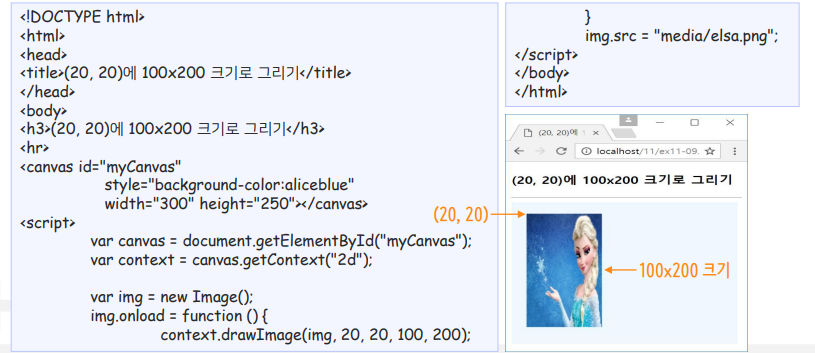 <!DOCTYPE html>
<html>
<head>
<title>(20, 20)에 100x200 크기로 그리기</title>
</head>
<body>
<h3>(20, 20)에 100x200 크기로 그리기</h3>
<hr>
<canvas id="myCanvas"
style="background-color:aliceblue"
width="300" height="250"></canvas>
<script>
var canvas = document.getElementById("myCanvas");
var context = canvas.getContext("2d");
var img = new Image();
img.onload = function () {
context.drawImage(img, 20, 20, 100, 200);
}
img.src = "media/elsa.png";
</script>
</body>
</html>
(20, 20)에 1
localhost/11/ex11-09.
(20, 20)에 100x200 크기로 그리기
(20, 20)
100x200 크기